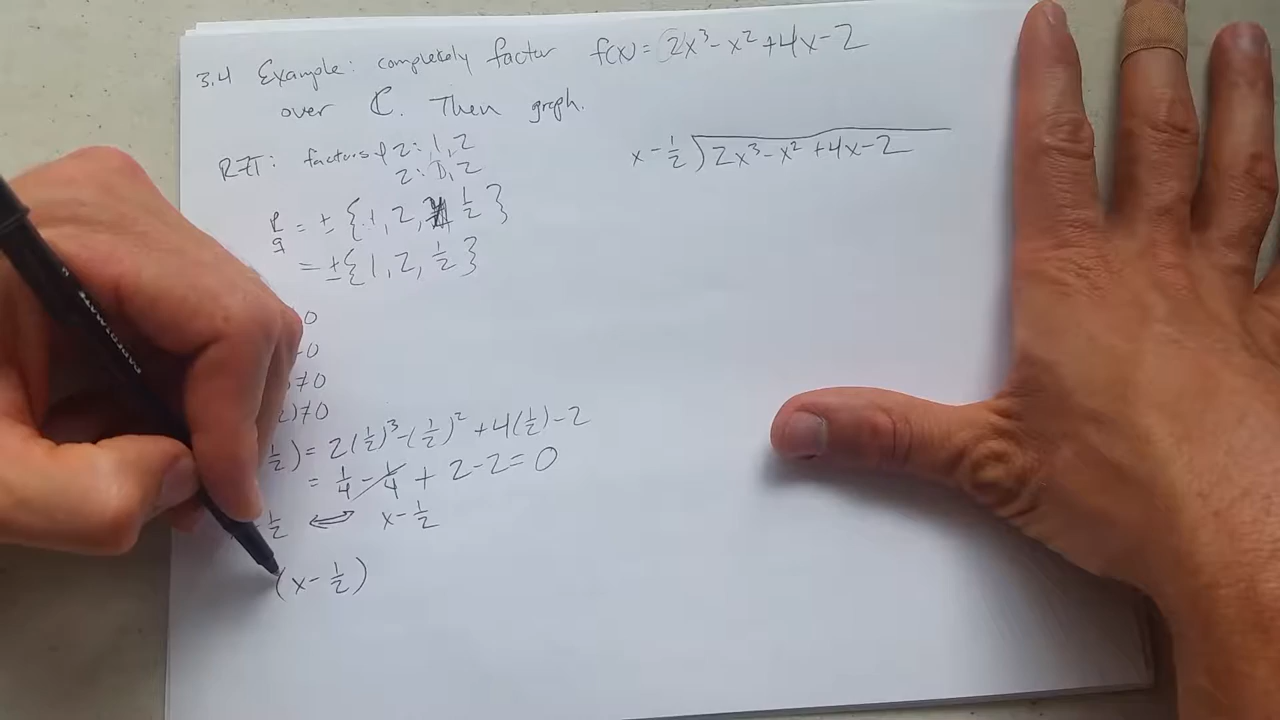 3.4 Example: completely factor f(x) = 2x³ - x² + 4x - 2
over ℂ. Then graph.
RZT: factors of 2: 1, 2
2: 1, 2
p/q = ± {1, 2, 1/2}
= ± {1, 2, 1/2}
x - 1/2 ) 2x³ - x² + 4x - 2
0
0
≠ 0
) ≠ 0
1/2) = 2(1/2)³ - (1/2)² + 4(1/2) - 2
= 1/4 - 1/4 + 2 - 2 = 0
1/2 ⟺ x - 1/2
(x - 1/2)
PAPERMATE